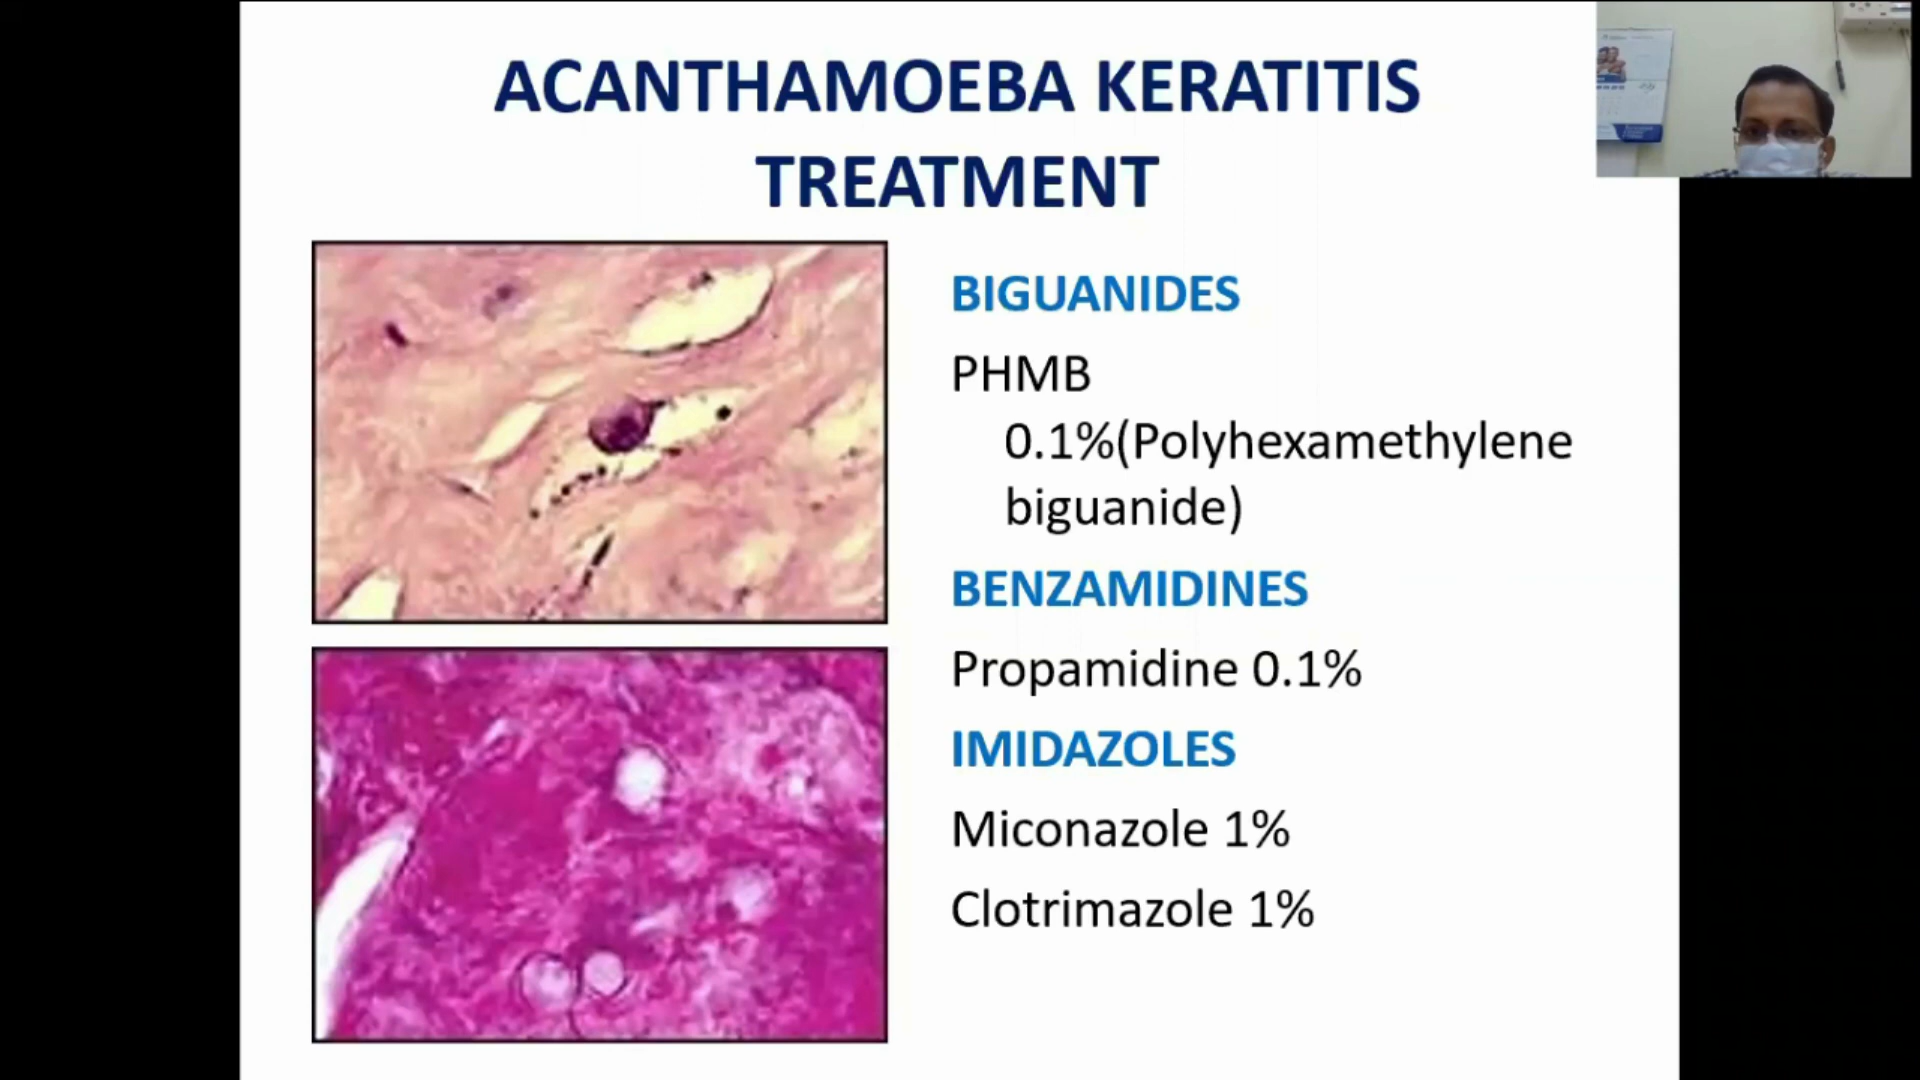 ACANTHAMOEBA KERATITIS
TREATMENT
BIGUANIDES
PHMB
0.1%(Polyhexamethylene
biguanide)
BENZAMIDINES
Propamidine 0.1%
IMIDAZOLES
Miconazole 1%
Clotrimazole 1%